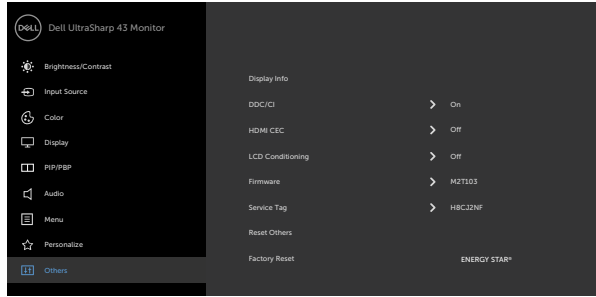 DELL
Dell UltraSharp 43 Monitor
Brightness/Contrast
Input Source
Color
Display
PIP/PBP
Audio
Menu
Personalize
Others
Display Info
DDC/CI On
HDMI CEC Off
LCD Conditioning Off
Firmware M2T103
Service Tag H8CJ2NF
Reset Others
Factory Reset ENERGY STAR®